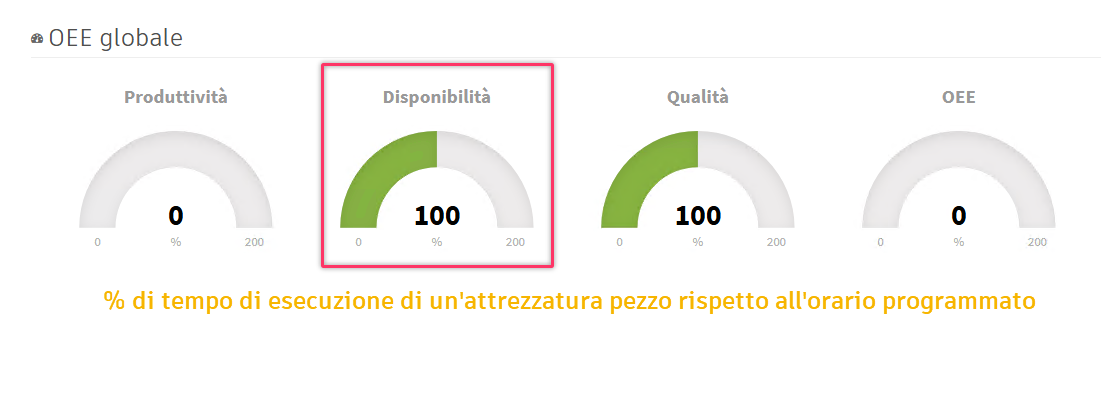 OEE globale
Produttività Disponibilità Qualità OEE
0 100 100 0
0 % 200 0 % 200 0 % 200 0 % 200
% di tempo di esecuzione di un'attrezzatura pezzo rispetto all'orario programmato